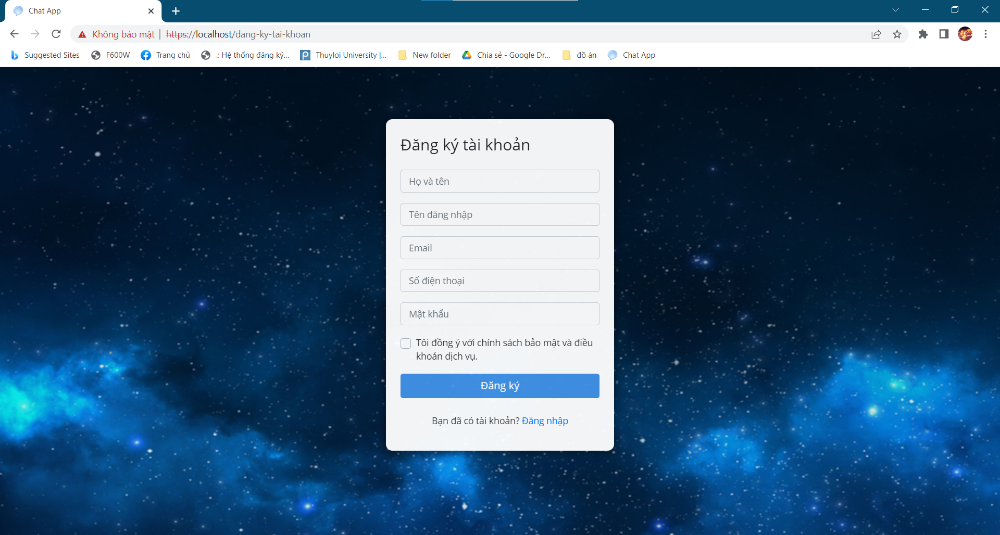 Chat App
Không bảo mật | https://localhost/dang-ky-tai-khoan
Suggested Sites F600W Trang chủ .: Hệ thống đăng ký... Thuyloi University |... New folder Chia sẻ - Google Dr... đồ án Chat App
Đăng ký tài khoản
Họ và tên
Tên đăng nhập
Email
Số điện thoại
Mật khẩu
Tôi đồng ý với chính sách bảo mật và điều
khoản dịch vụ.
Đăng ký
Bạn đã có tài khoản? Đăng nhập